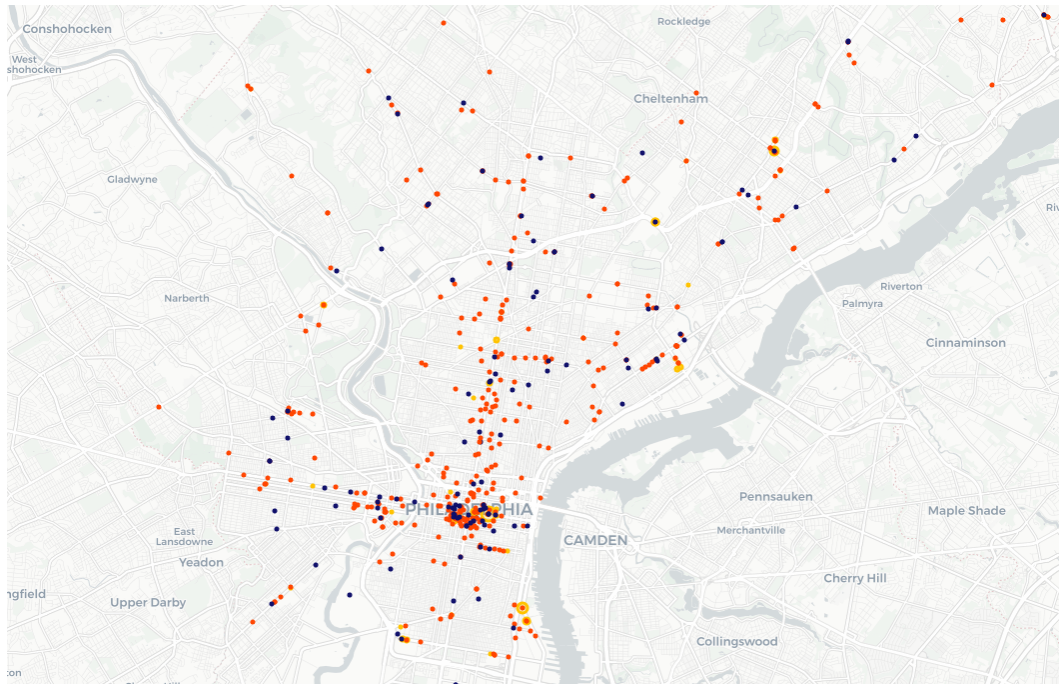 Conshohocken
Rockledge
West
shohocken
Cheltenham
Gladwyne
Riv
Riverton
Narberth
Palmyra
Cinnaminson
Pennsauken
PHILADELPHIA
Maple Shade
East
Lansdowne
Merchantville
CAMDEN
Yeadon
Cherry Hill
ngfield
Upper Darby
Collingswood
ton